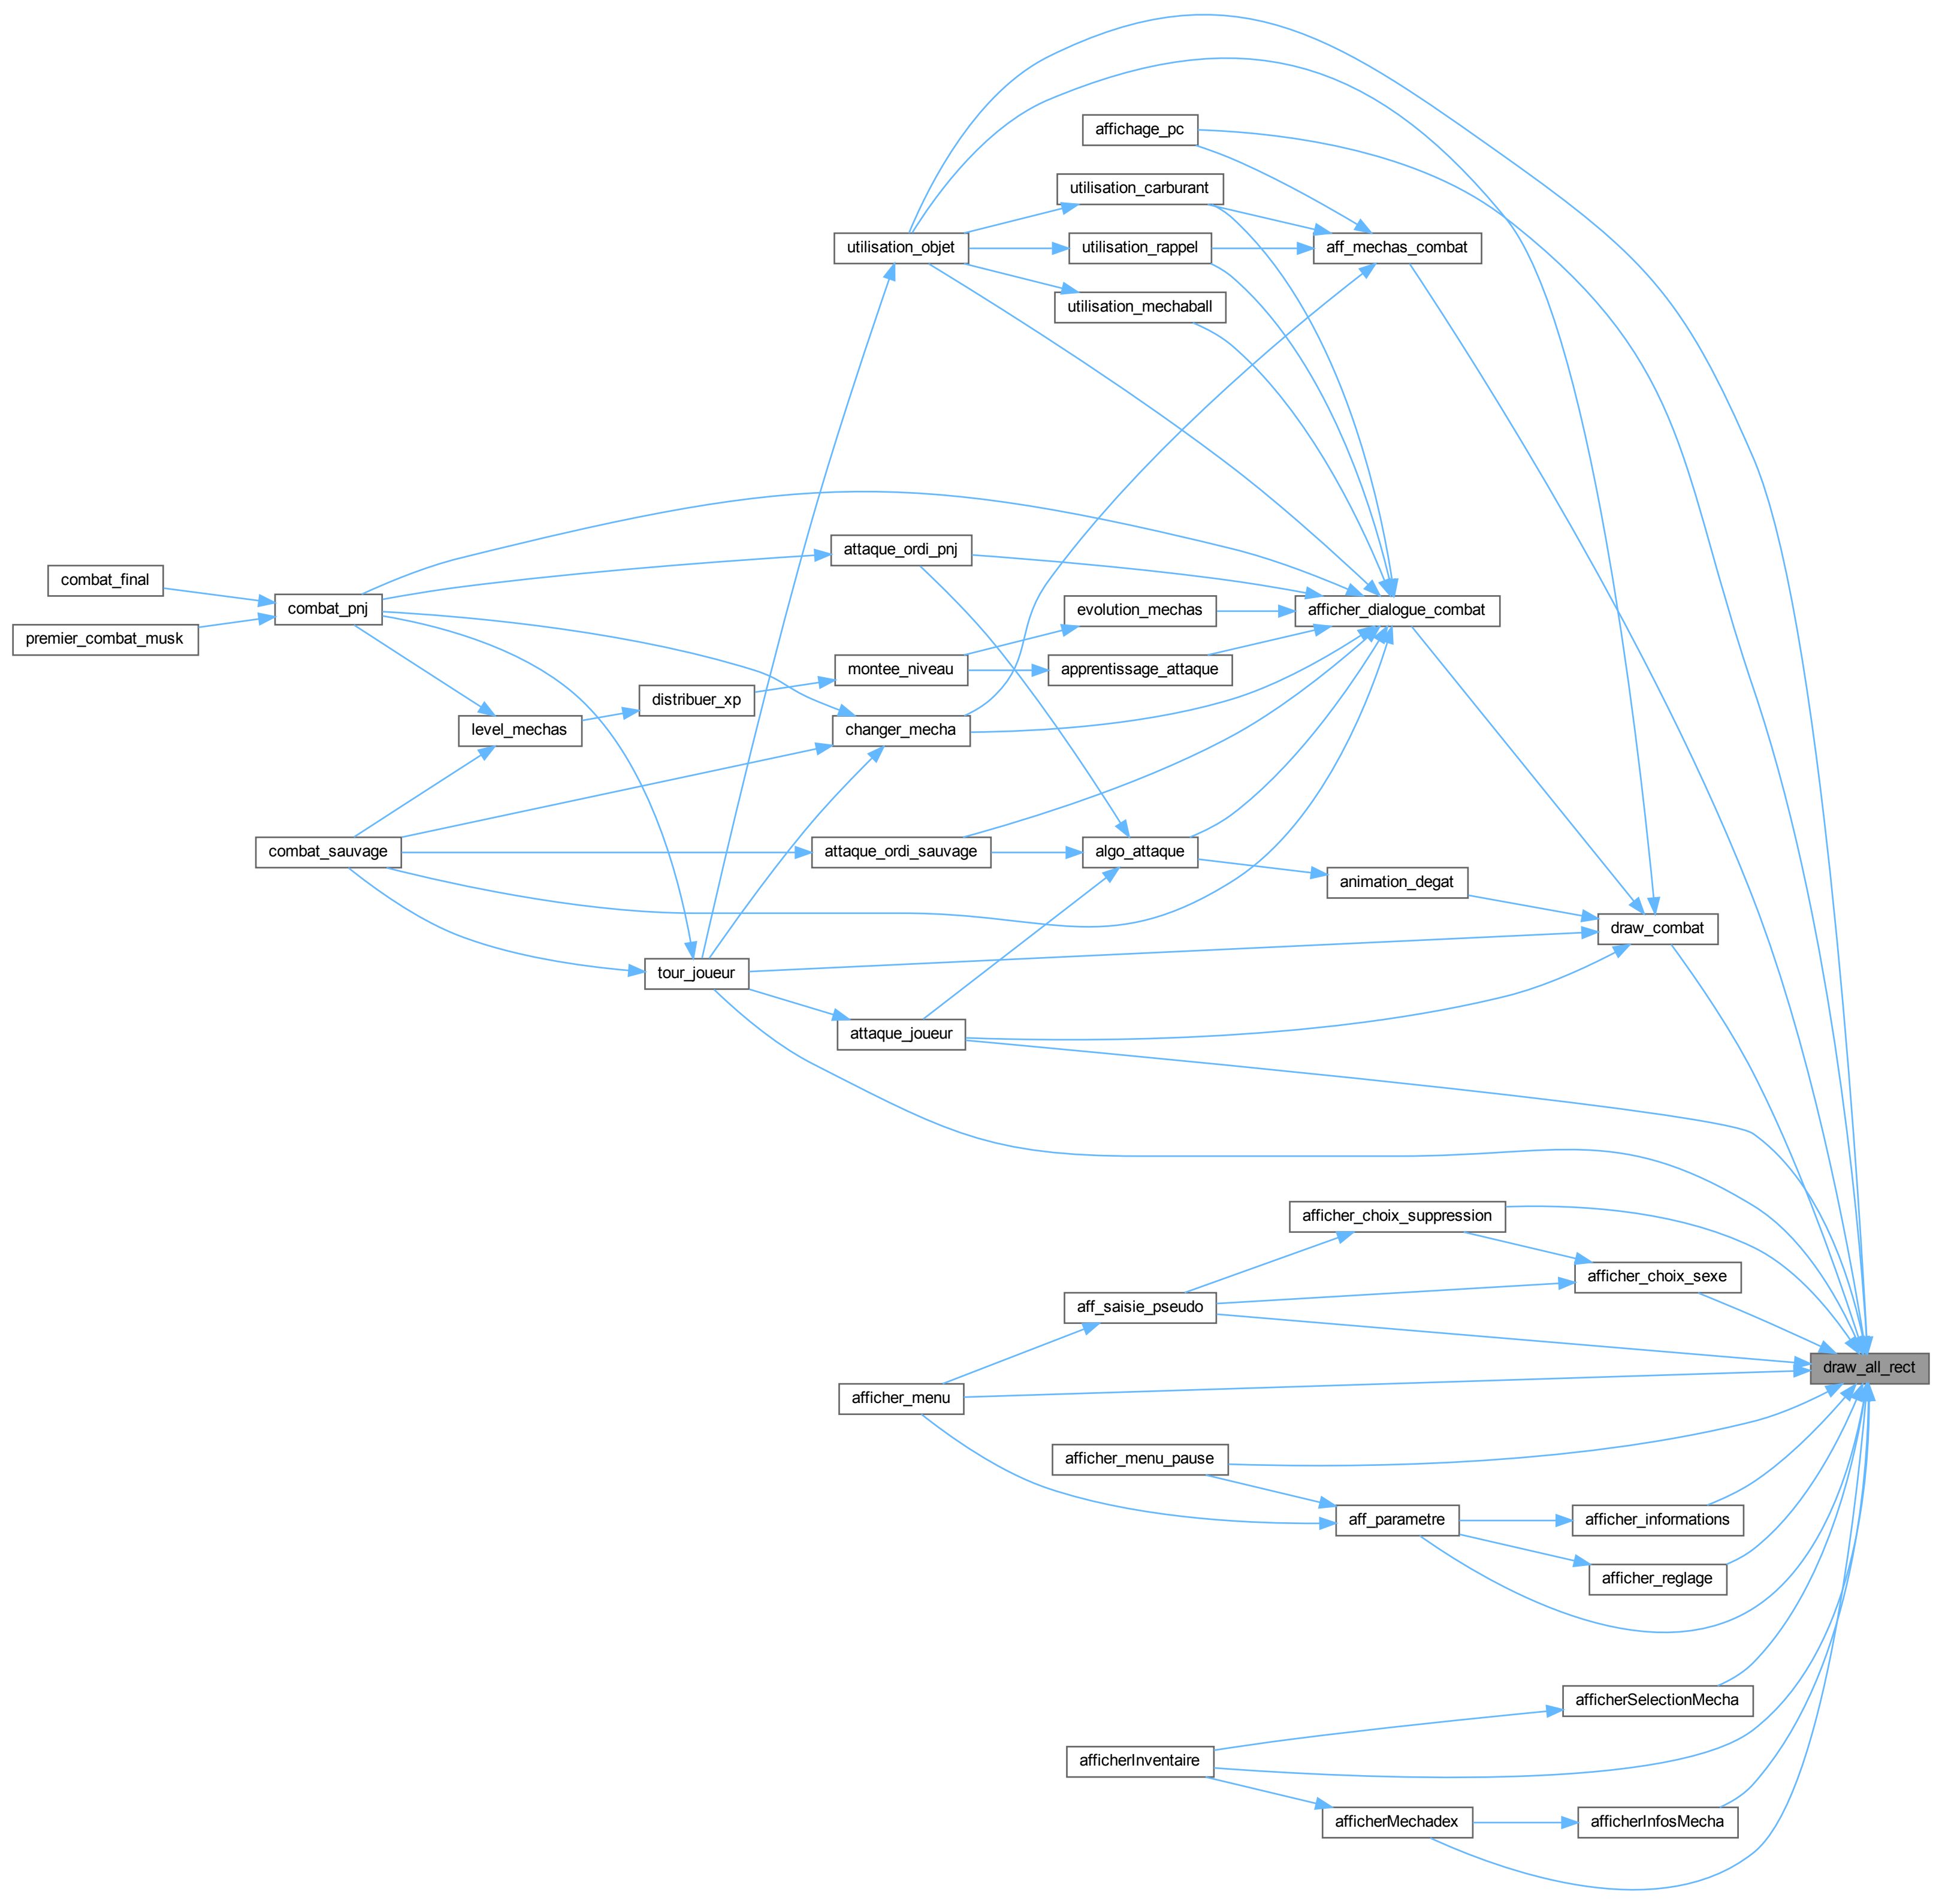 affichage_pc
utilisation_carburant
utilisation_objet
utilisation_rappel
aff_mechas_combat
utilisation_mechaball
attaque_ordi_pnj
combat_final
combat_pnj
evolution_mechas
afficher_dialogue_combat
premier_combat_musk
montee_niveau
apprentissage_attaque
distribuer_xp
level_mechas
changer_mecha
combat_sauvage
attaque_ordi_sauvage
algo_attaque
animation_degat
draw_combat
tour_joueur
attaque_joueur
afficher_choix_suppression
afficher_choix_sexe
aff_saisie_pseudo
draw_all_rect
afficher_menu
afficher_menu_pause
aff_parametre
afficher_informations
afficher_reglage
afficherSelectionMecha
afficherInventaire
afficherMechadex
afficherInfosMecha